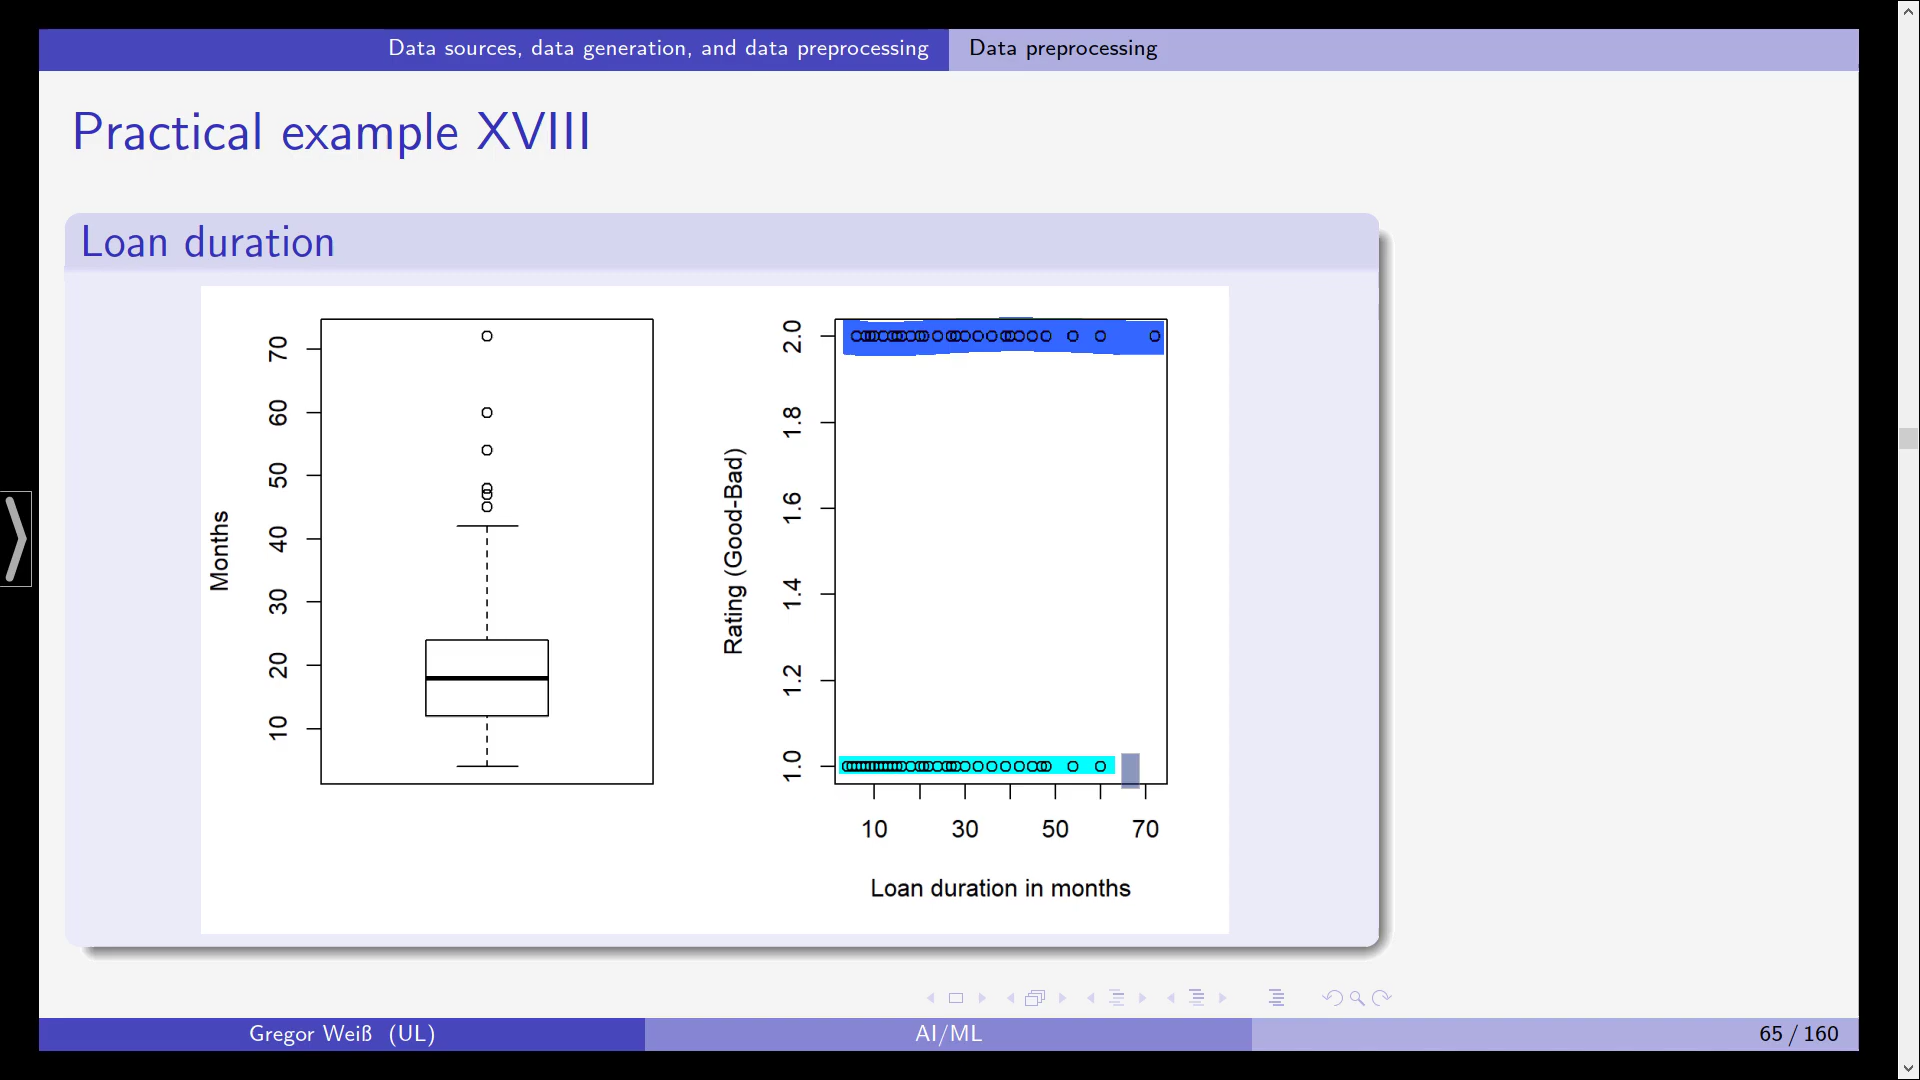 Data sources, data generation, and data preprocessing
Data preprocessing
Practical example XVIII
Loan duration
Months
10
20
30
40
50
60
70
Rating (Good-Bad)
1.0
1.2
1.4
1.6
1.8
2.0
10
30
50
70
Loan duration in months
Gregor Weiß (UL)
AI/ML
65 / 160